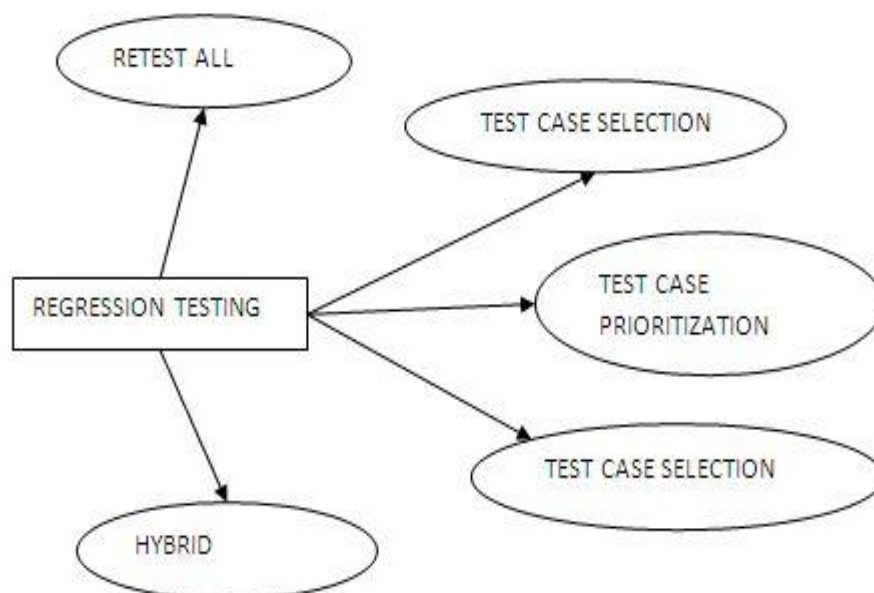 RETEST ALL
TEST CASE SELECTION
REGRESSION TESTING
TEST CASE
PRIORITIZATION
TEST CASE SELECTION
HYBRID